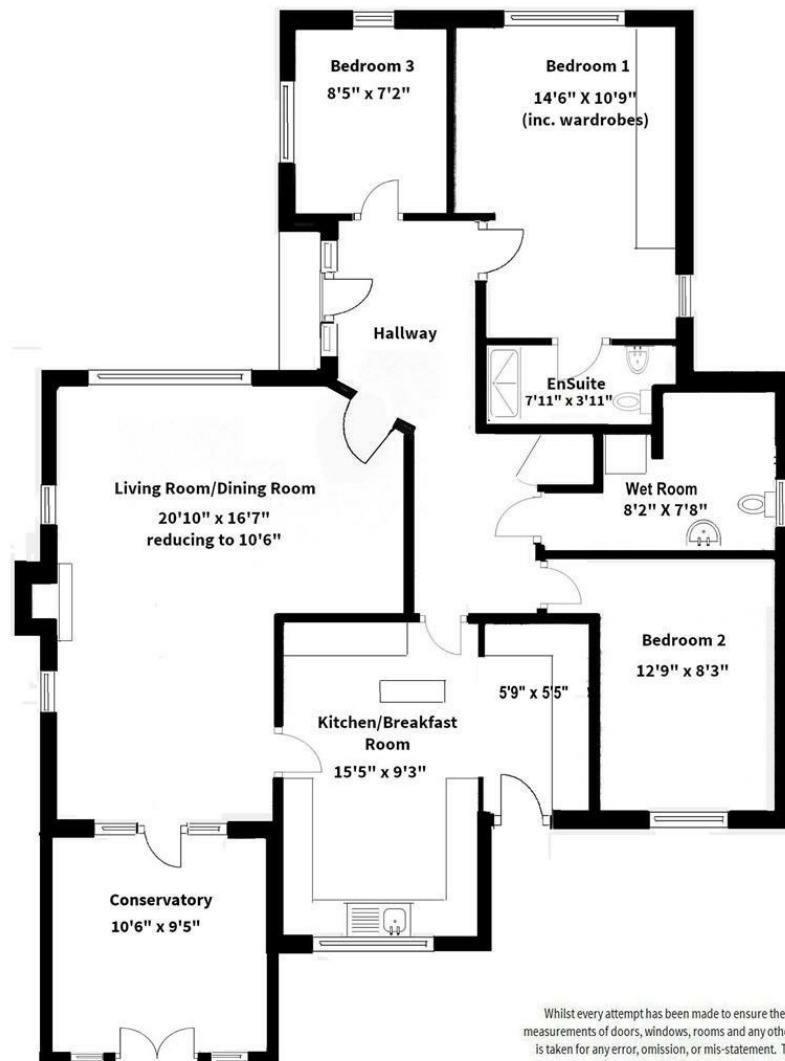 Bedroom 3
8'5" x 7'2"
Bedroom 1
14'6" X 10'9"
(inc. wardrobes)
Hallway
EnSuite
7'11" x 3'11"
Living Room/Dining Room
20'10" x 16'7"
reducing to 10'6"
Wet Room
8'2" X 7'8"
Bedroom 2
12'9" x 8'3"
5'9" x 5'5"
Kitchen/Breakfast
Room
15'5" x 9'3"
Conservatory
10'6" x 9'5"
Whilst every attempt has been made to ensure the
measurements of doors, windows, rooms and any othe
is taken for any error, omission, or mis-statement. T